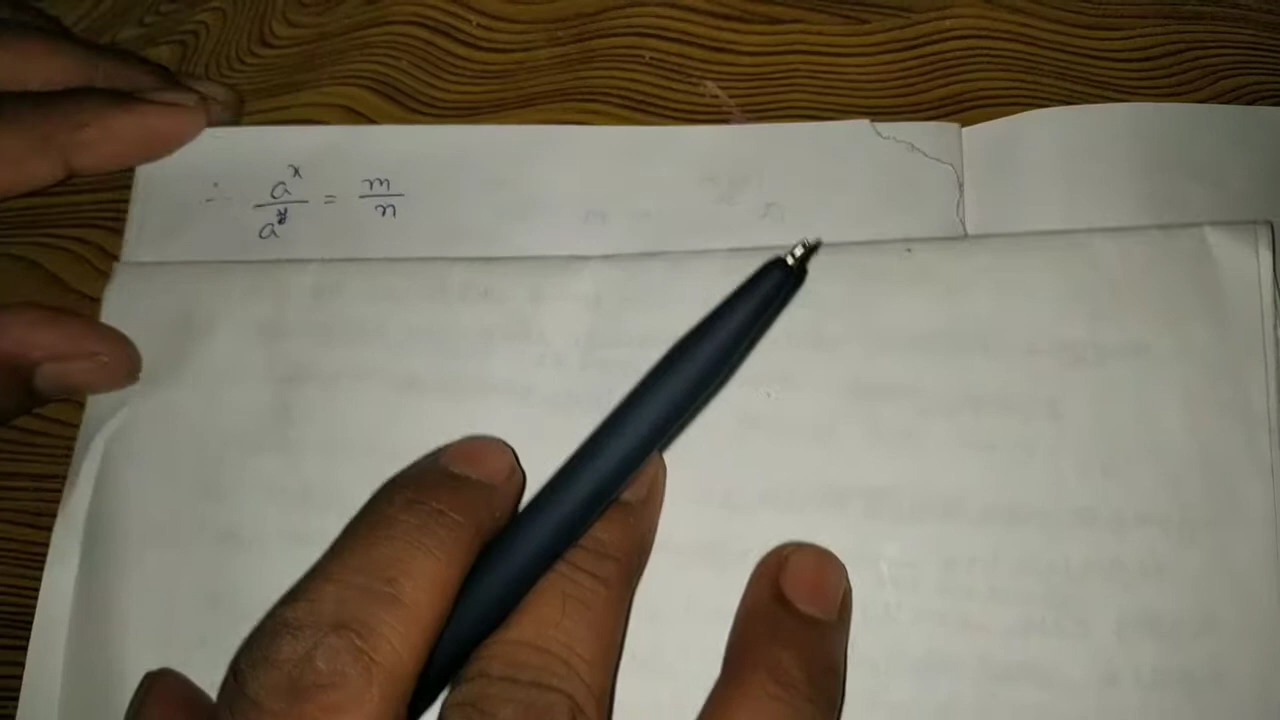 ∴ a^x / a^y = m / n